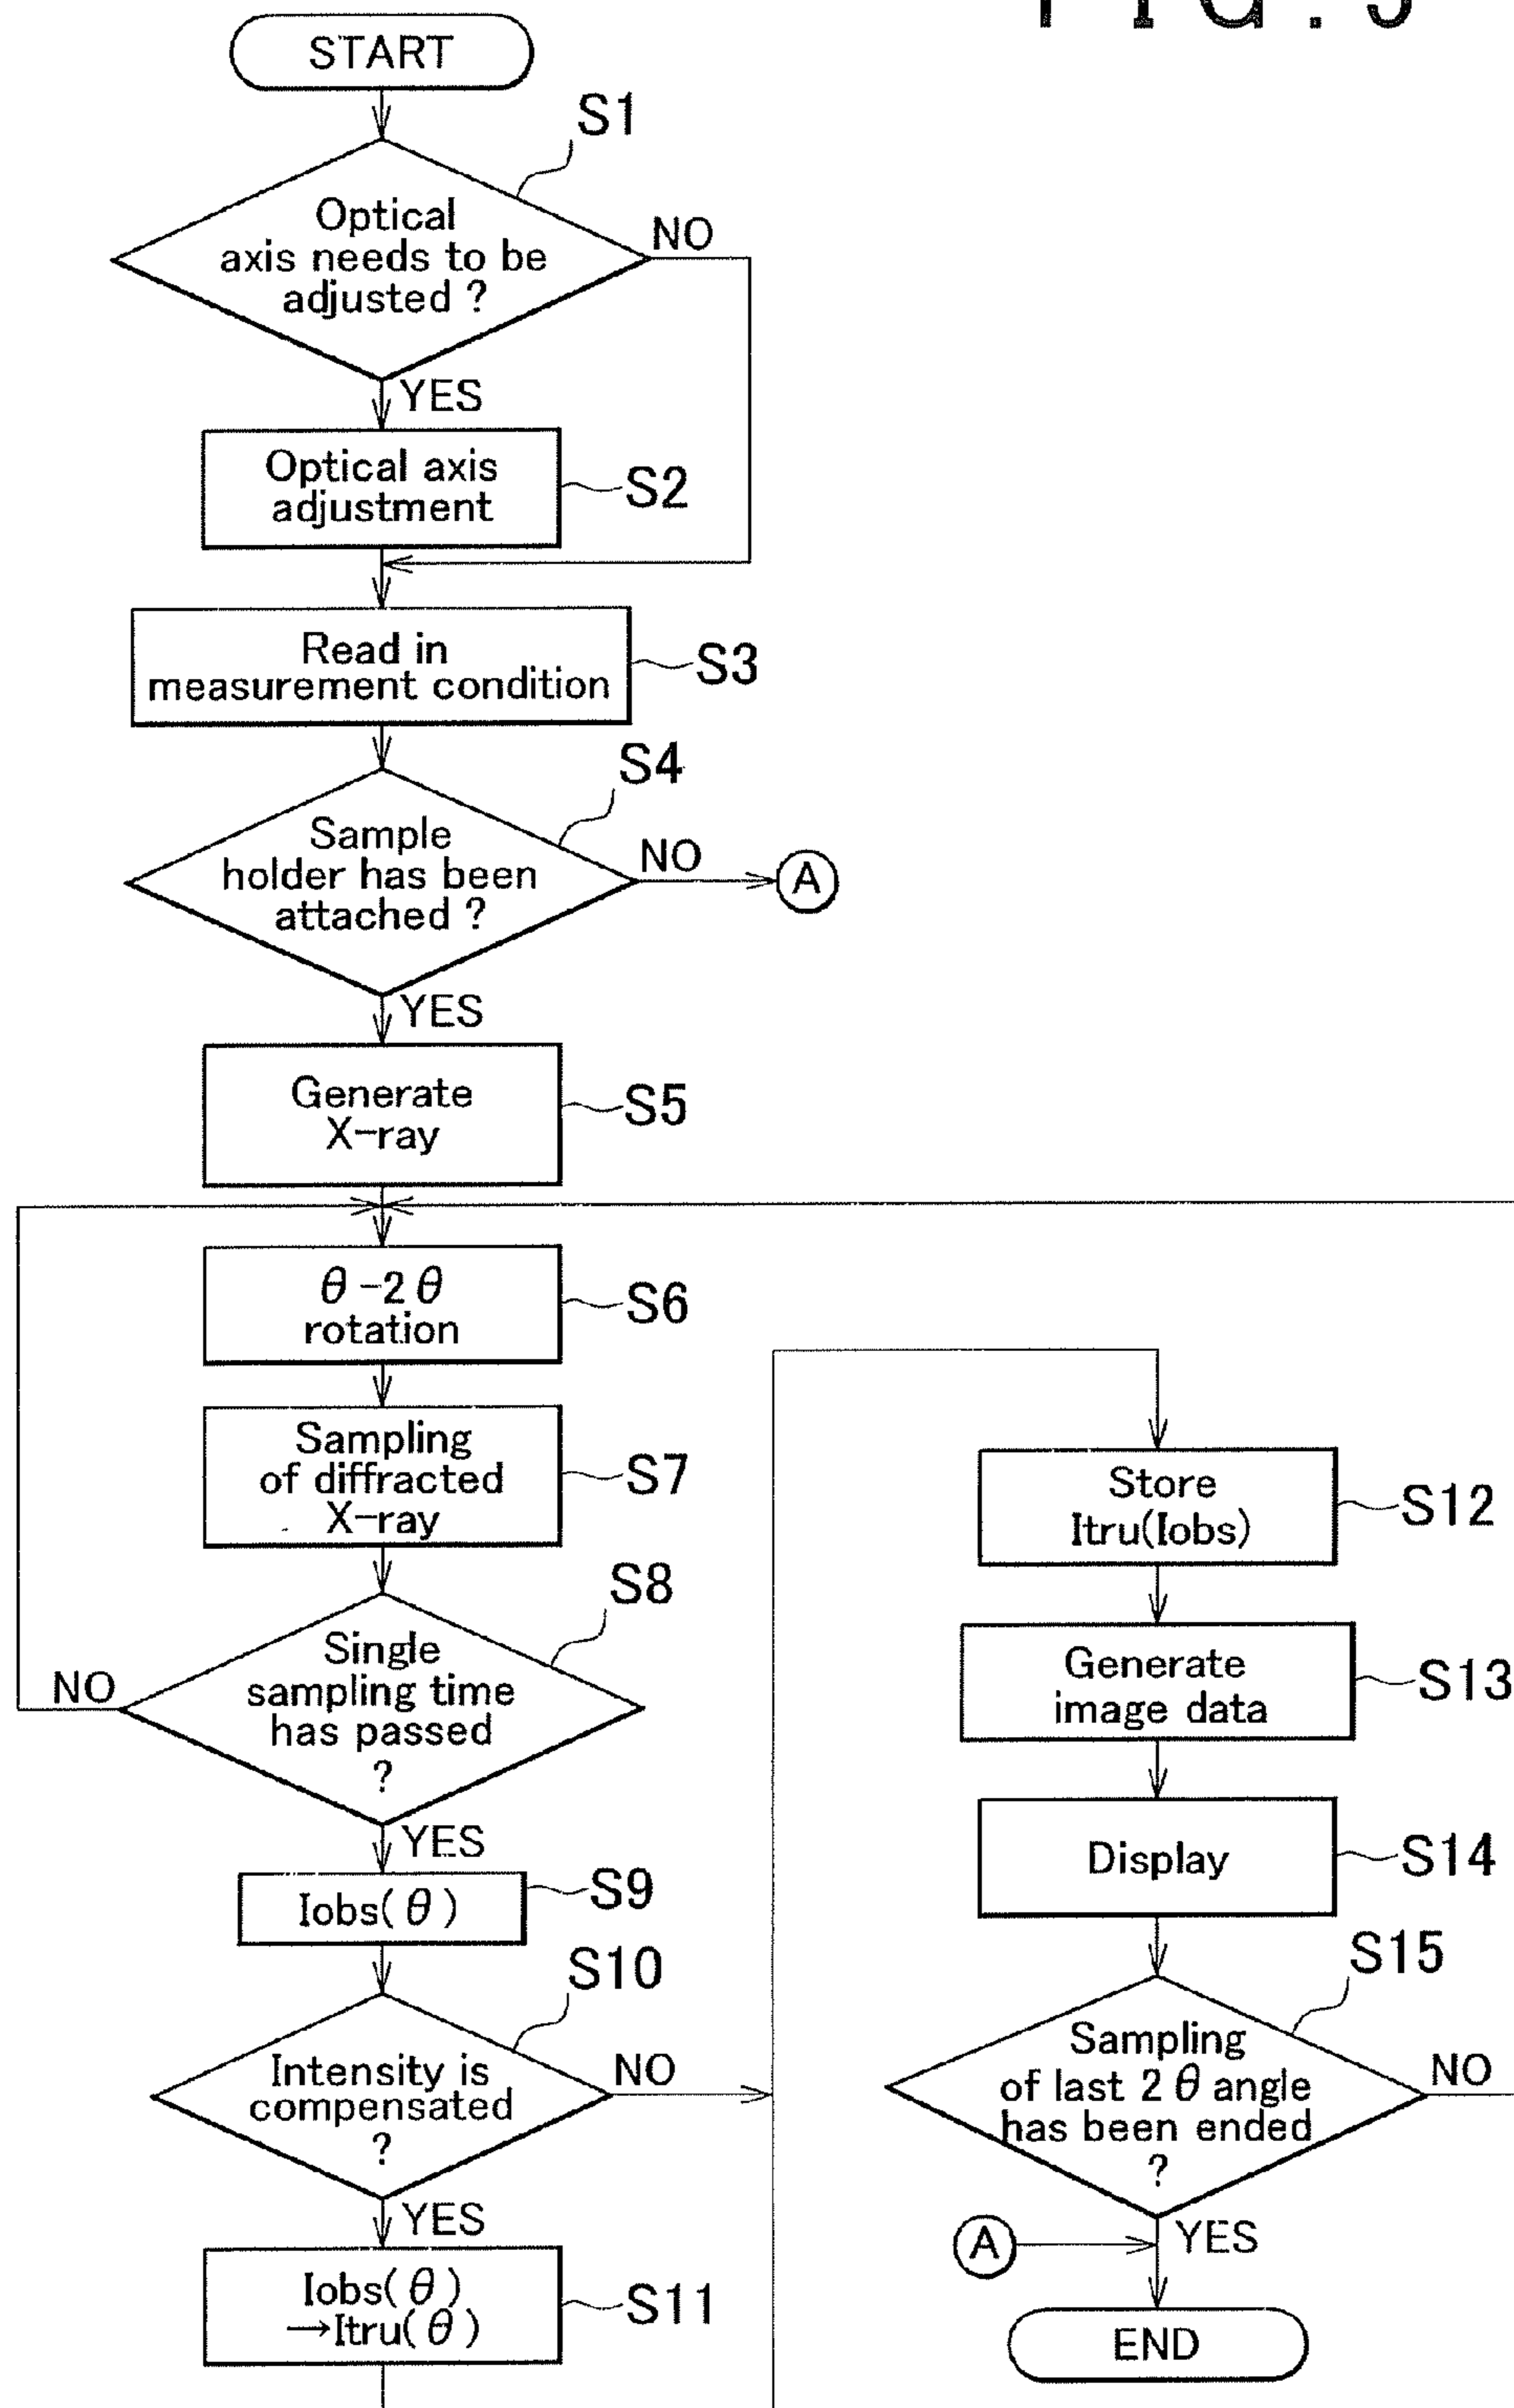 START
S1
Optical
axis needs to be
adjusted ?
NO
YES
Optical axis
adjustment
S2
Read in
measurement condition
S3
S4
Sample
holder has been
attached ?
NO
A
YES
Generate
X-ray
S5
θ-2θ
rotation
S6
Sampling
of diffracted
X-ray
S7
S8
Single
sampling time
has passed
?
NO
YES
Iobs(θ)
S9
S10
Intensity is
compensated
?
NO
YES
Iobs(θ)
→Itru(θ)
S11
Store
Itru(Iobs)
S12
Generate
image data
S13
Display
S14
S15
Sampling
of last 2θ angle
has been ended
?
NO
A
YES
END